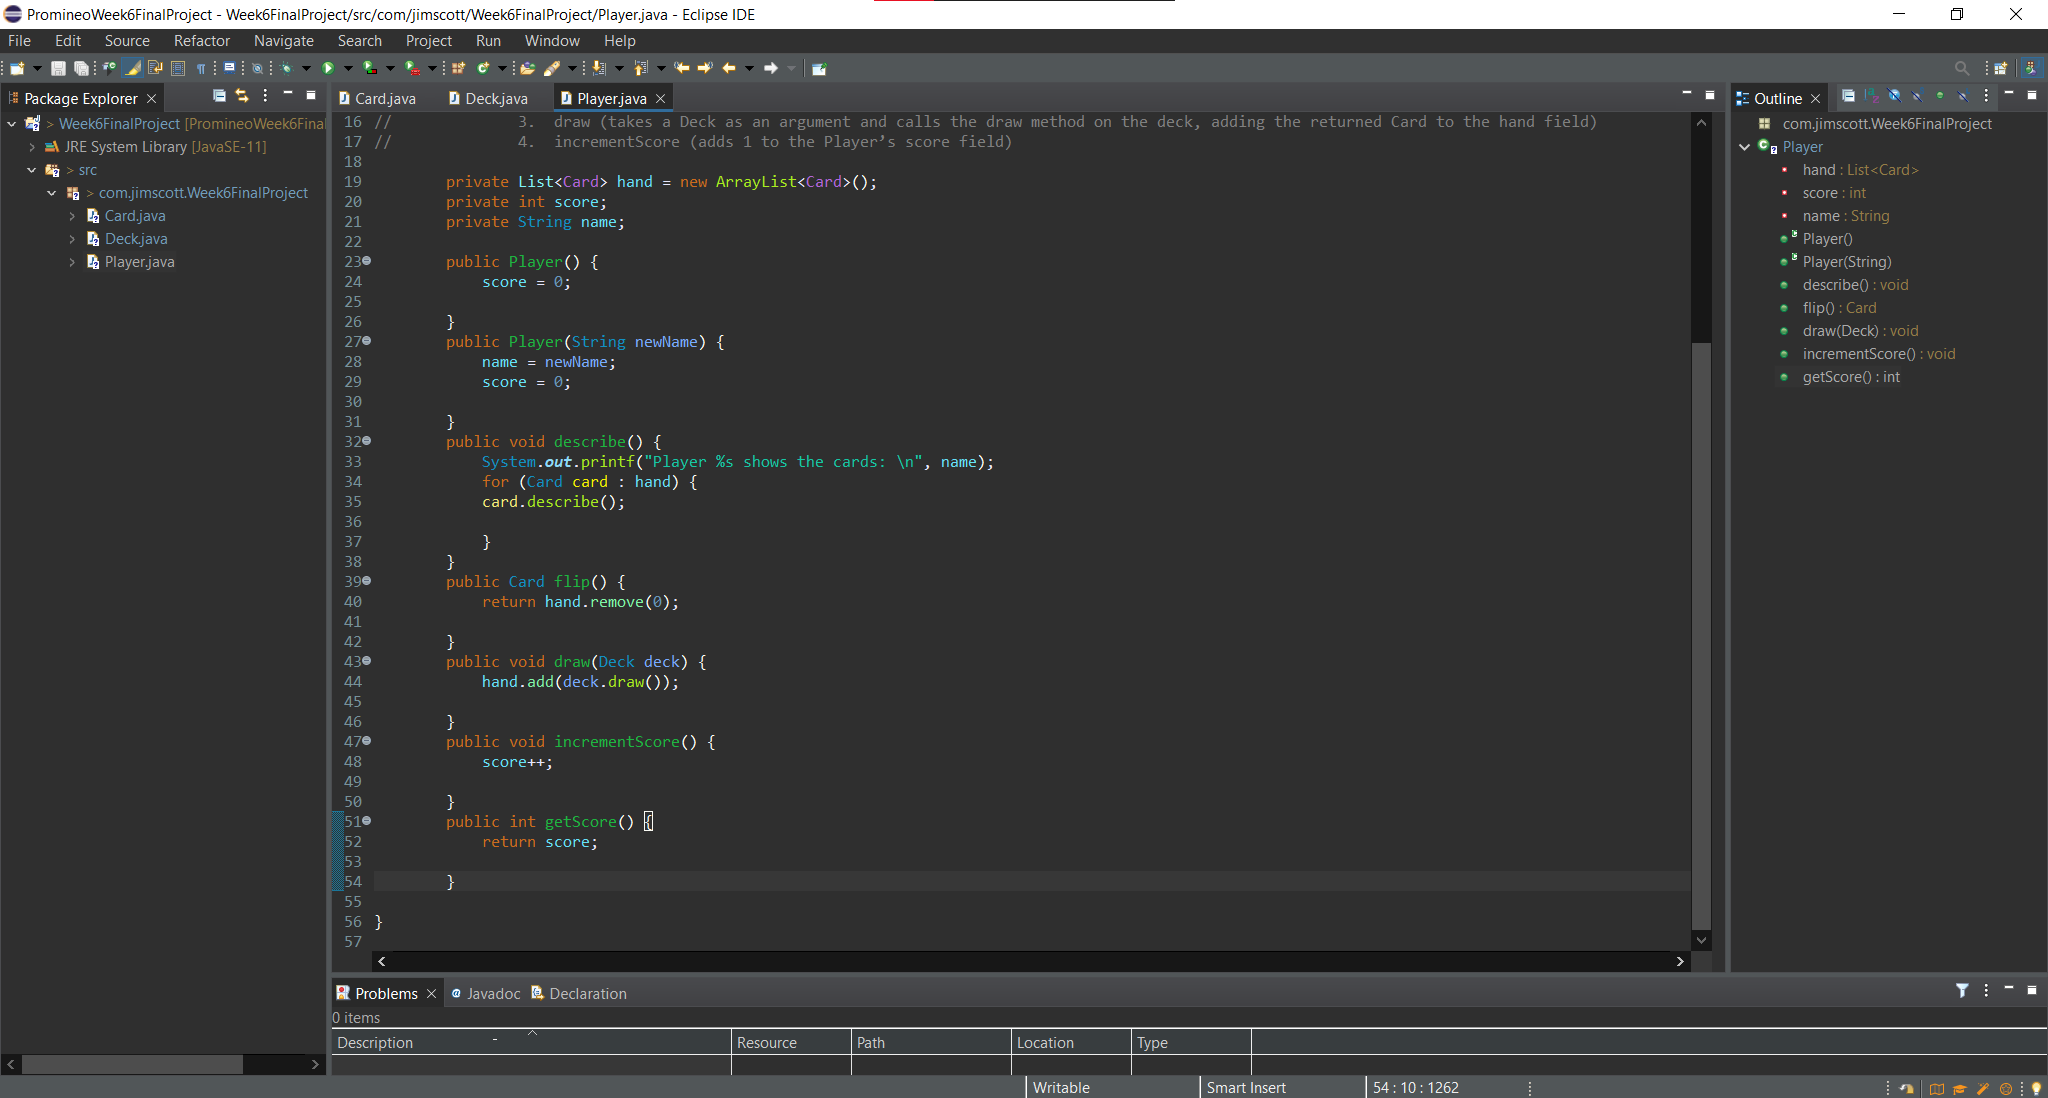 PromineoWeek6FinalProject - Week6FinalProject/src/com/jimscott/Week6FinalProject/Player.java - Eclipse IDE
File Edit Source Refactor Navigate Search Project Run Window Help
Package Explorer
> Week6FinalProject [PromineoWeek6Final
JRE System Library [JavaSE-11]
> src
> com.jimscott.Week6FinalProject
Card.java
Deck.java
Player.java
Card.java Deck.java Player.java
16 // 3. draw (takes a Deck as an argument and calls the draw method on the deck, adding the returned Card to the hand field)
17 // 4. incrementScore (adds 1 to the Player’s score field)
18
19 private List<Card> hand = new ArrayList<Card>();
20 private int score;
21 private String name;
22
23 public Player() {
24 score = 0;
25
26 }
27 public Player(String newName) {
28 name = newName;
29 score = 0;
30
31 }
32 public void describe() {
33 System.out.printf("Player %s shows the cards: \n", name);
34 for (Card card : hand) {
35 card.describe();
36
37 }
38 }
39 public Card flip() {
40 return hand.remove(0);
41
42 }
43 public void draw(Deck deck) {
44 hand.add(deck.draw());
45
46 }
47 public void incrementScore() {
48 score++;
49
50 }
51 public int getScore() {
52 return score;
53
54 }
55
56 }
57
Outline
com.jimscott.Week6FinalProject
Player
hand : List<Card>
score : int
name : String
Player()
Player(String)
describe() : void
flip() : Card
draw(Deck) : void
incrementScore() : void
getScore() : int
Problems Javadoc Declaration
0 items
Description Resource Path Location Type
Writable Smart Insert 54 : 10 : 1262